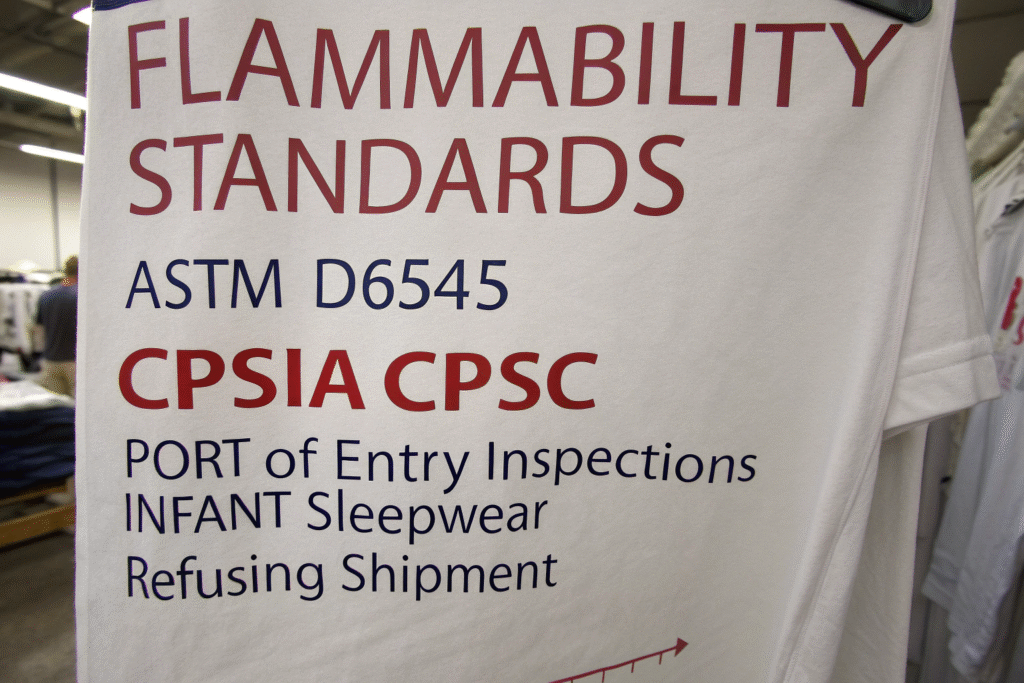 FLAMMABILITY
STANDARDS
ASTM D6545
CPSIA CPSC
PORT of Entry Inspections
INFANT Sleepwear
Refusing Shipment